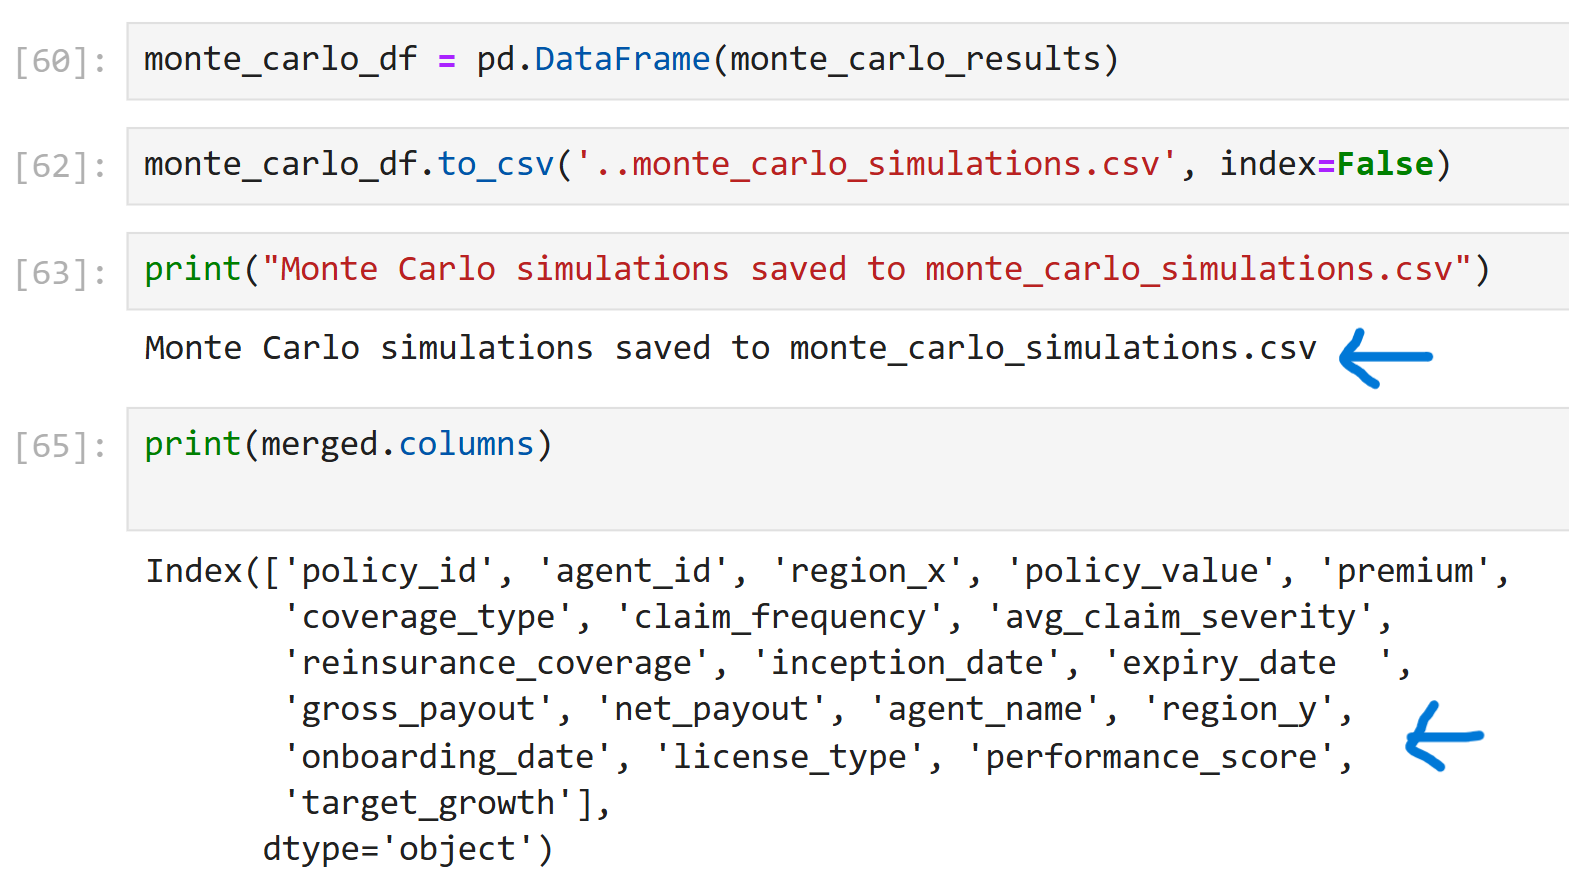 [60]: monte_carlo_df = pd.DataFrame(monte_carlo_results)
[62]: monte_carlo_df.to_csv('..monte_carlo_simulations.csv', index=False)
[63]: print("Monte Carlo simulations saved to monte_carlo_simulations.csv")
Monte Carlo simulations saved to monte_carlo_simulations.csv
[65]: print(merged.columns)
Index(['policy_id', 'agent_id', 'region_x', 'policy_value', 'premium',
'coverage_type', 'claim_frequency', 'avg_claim_severity',
'reinsurance_coverage', 'inception_date', 'expiry_date  ',
'gross_payout', 'net_payout', 'agent_name', 'region_y',
'onboarding_date', 'license_type', 'performance_score',
'target_growth'],
dtype='object')